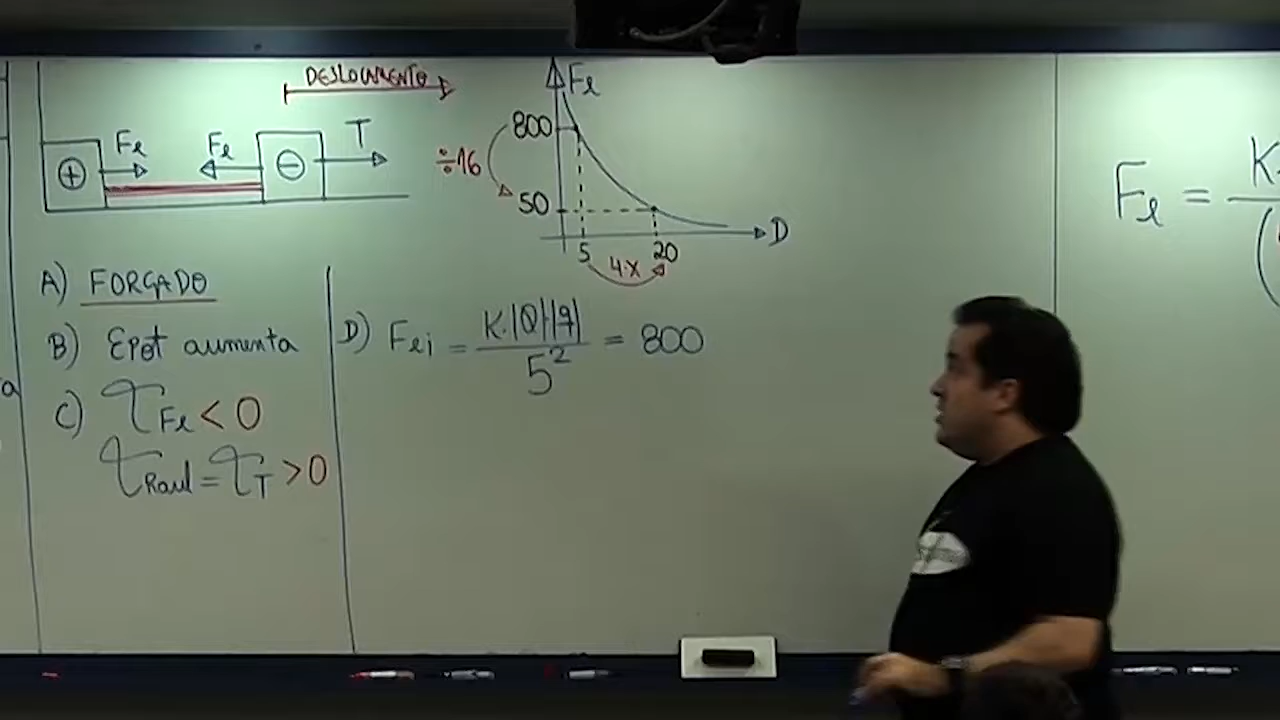 DESLOCAMENTO
Fe
Fe
T
+
−
Fe
800
÷16
50
D
5
20
4x
A) FORÇADO
B) Epot aumenta
C) τFe < 0
τRaul = τT > 0
D) Fei = K.|Q|.|q| / 5² = 800
Fe = K
(
a